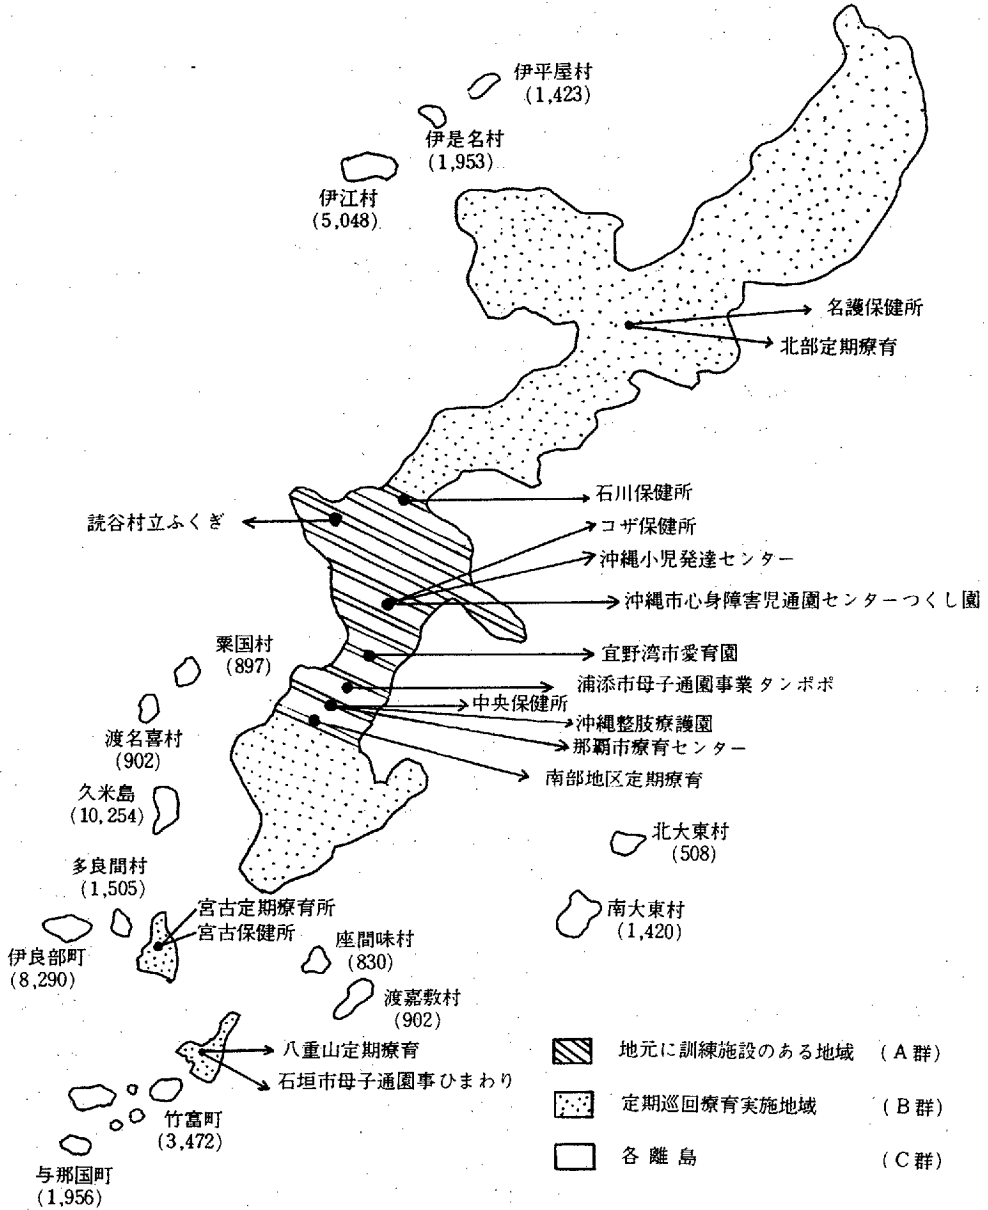 伊平屋村
(1,423)
伊是名村
(1,953)
伊江村
(5,048)
名護保健所
北部定期療育
石川保健所
読谷村立ふくぎ
コザ保健所
沖縄小児発達センター
沖縄市心身障害児通園センターつくし園
宜野湾市愛育園
粟国村
(897)
浦添市母子通園事業タンポポ
中央保健所
沖縄整肢療護園
那覇市療育センター
南部地区定期療育
渡名喜村
(902)
久米島
(10,254)
北大東村
(508)
多良間村
(1,505)
宮古定期療育所
宮古保健所
南大東村
(1,420)
伊良部町
(8,290)
座間味村
(830)
渡嘉敷村
(902)
八重山定期療育
石垣市母子通園事ひまわり
竹富町
(3,472)
与那国町
(1,956)
地元に訓練施設のある地域 (A群)
定期巡回療育実施地域 (B群)
各離島 (C群)